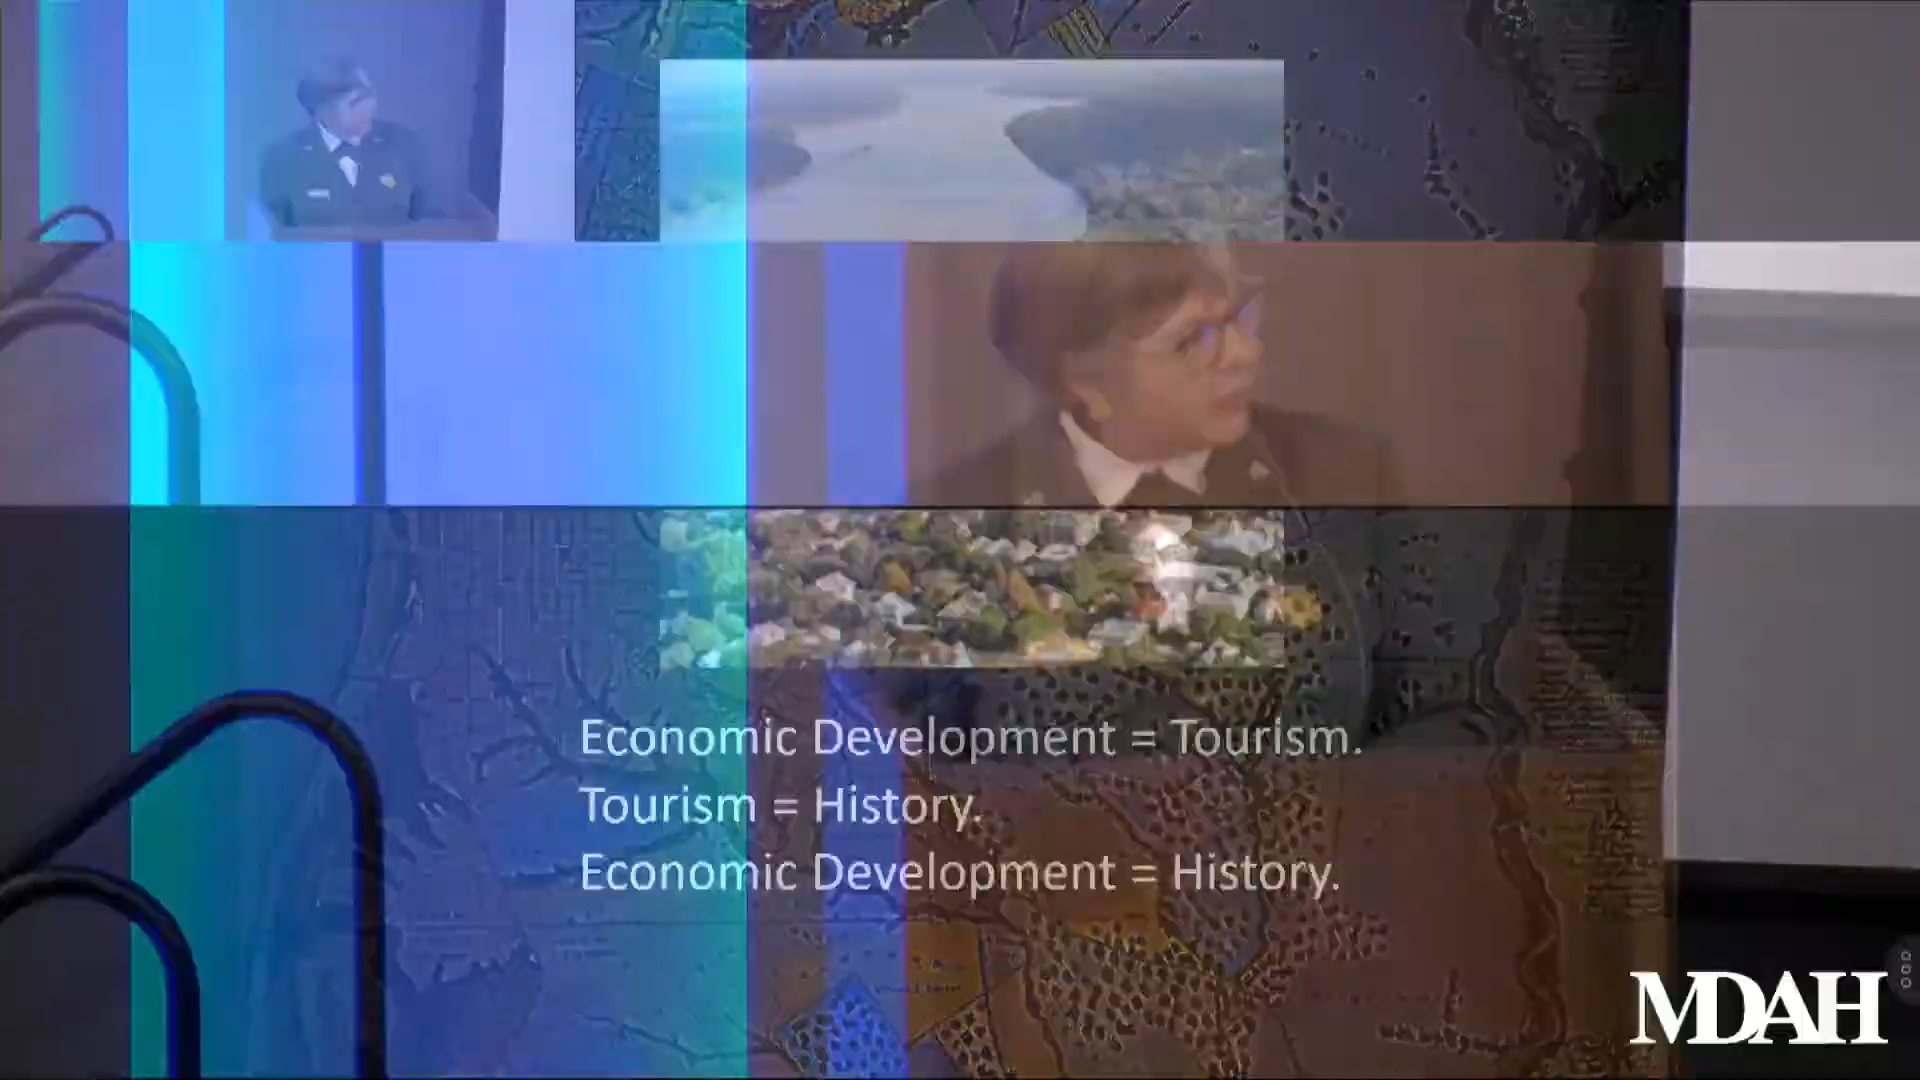 Economic Development = Tourism.
Tourism = History.
Economic Development = History.
MDAH